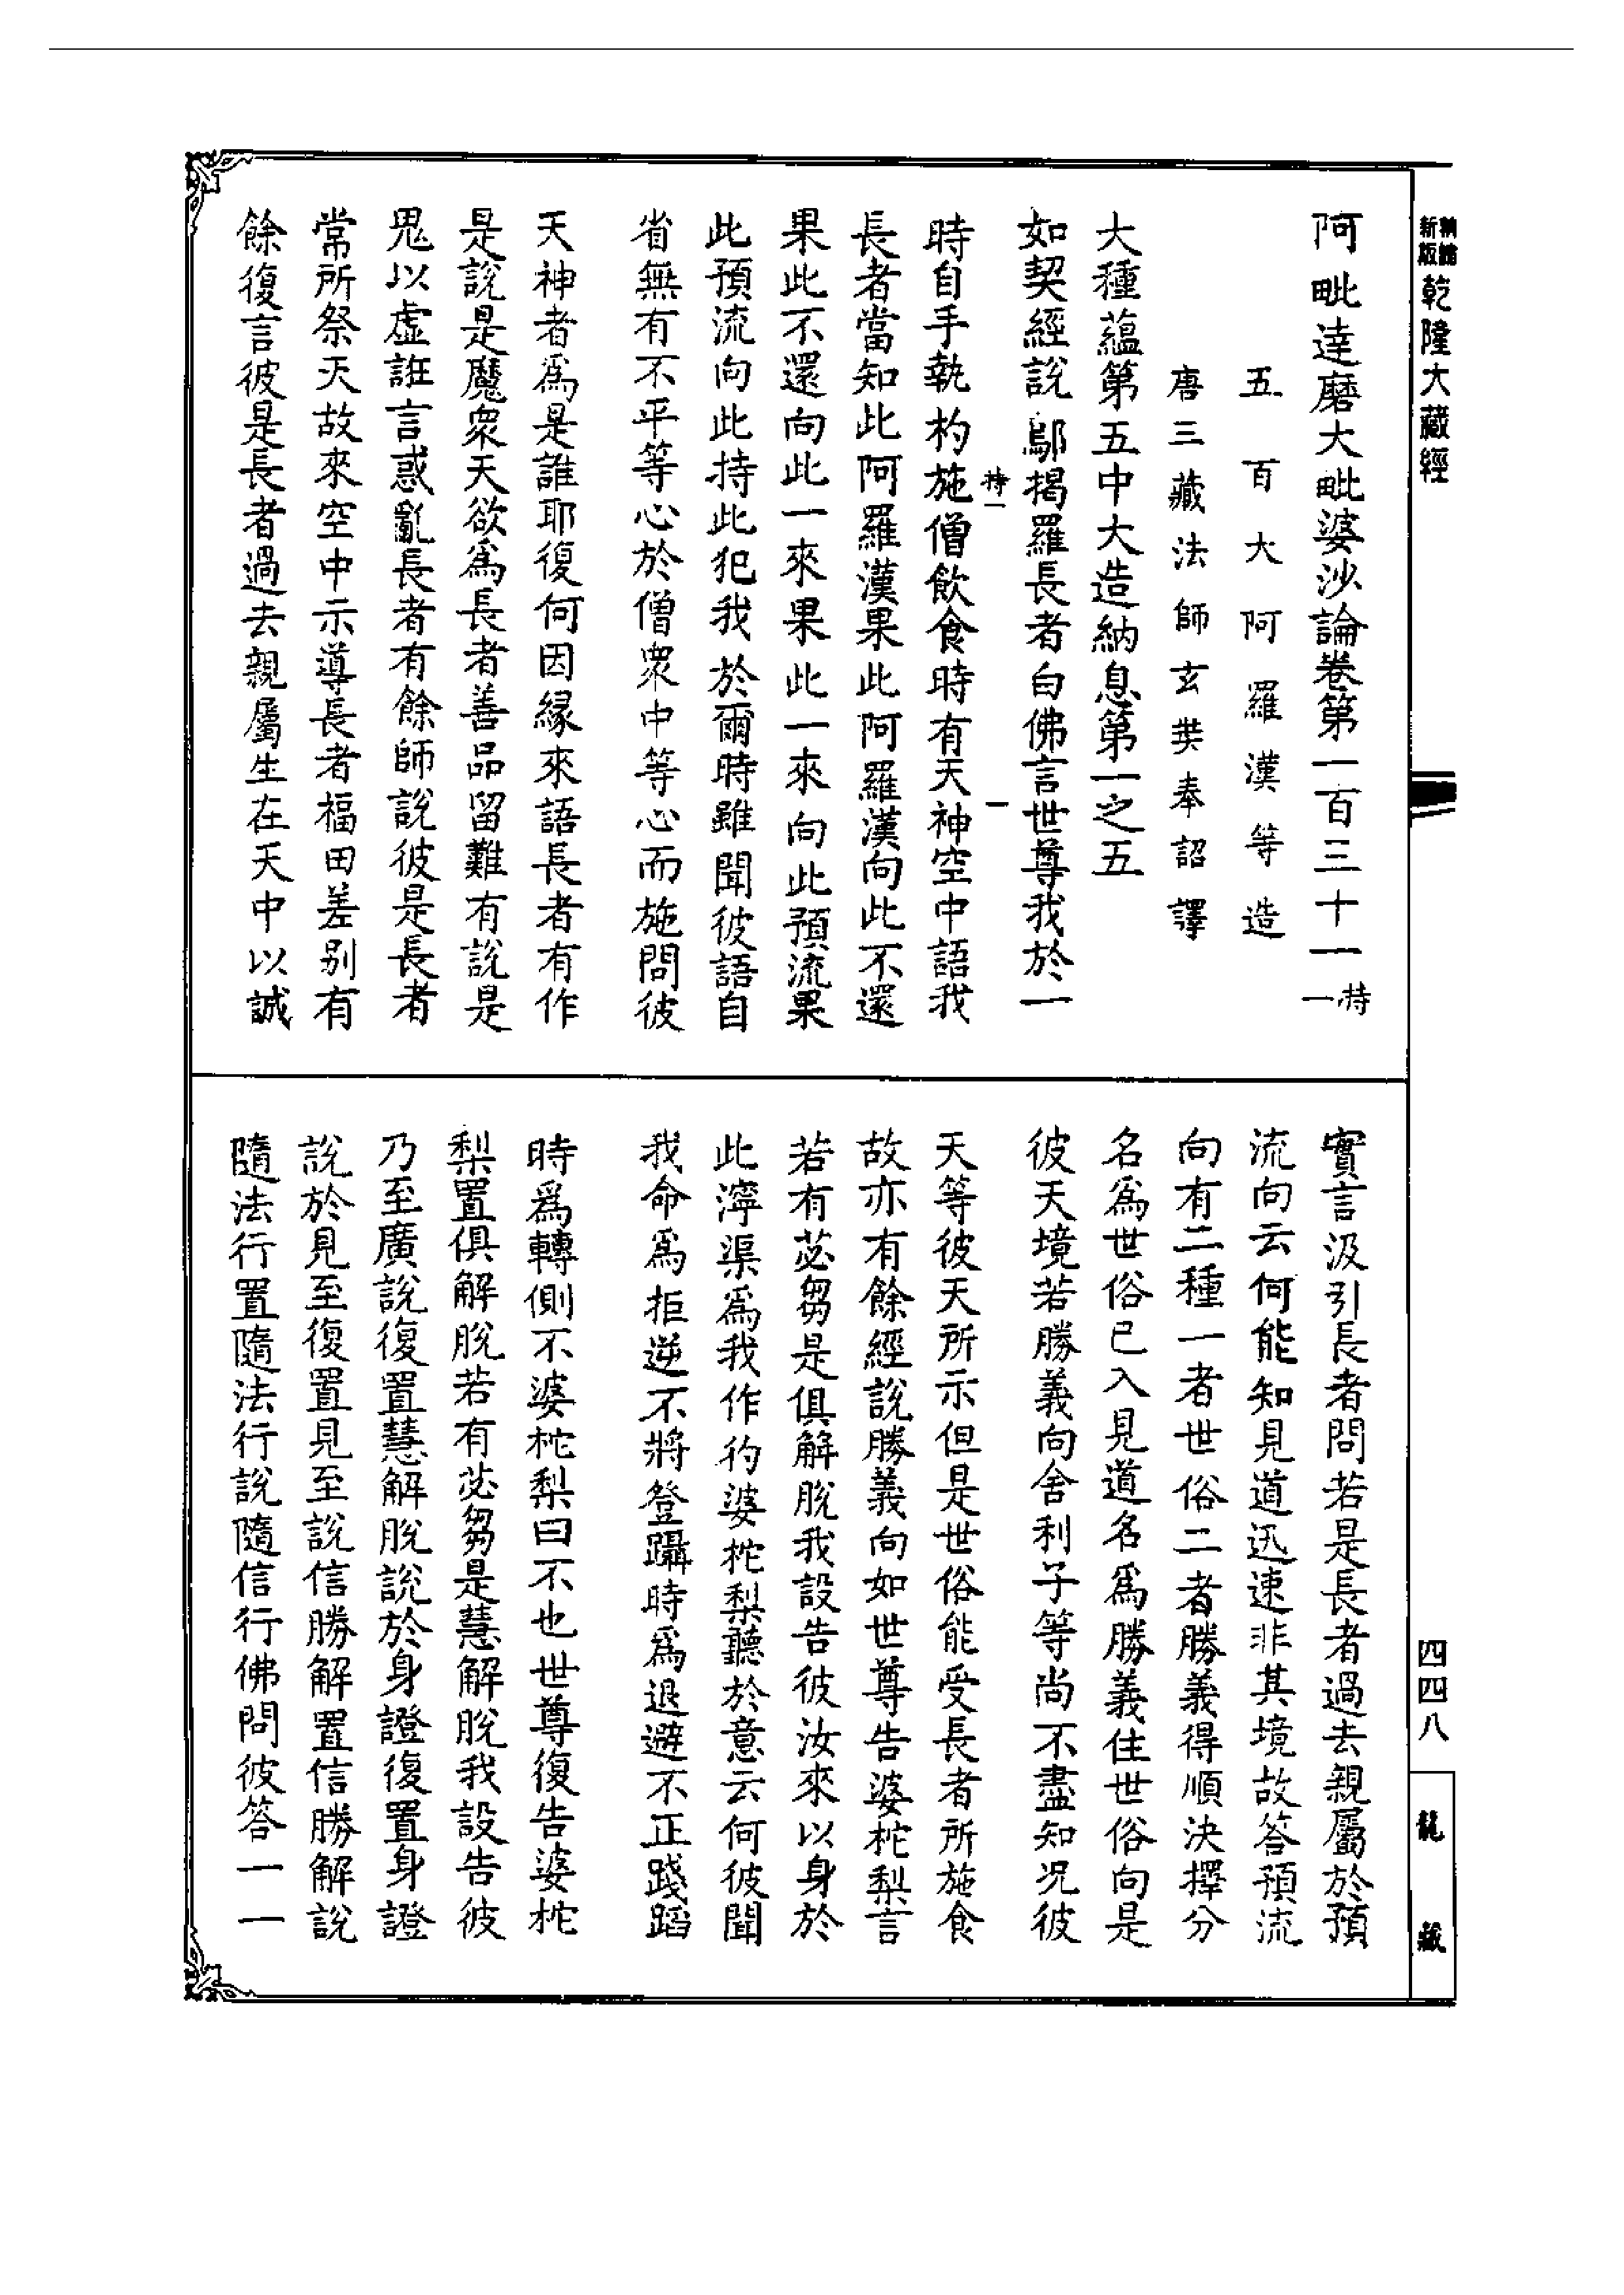 新版
精縮
乾隆大藏經
阿毗達磨大毗婆沙論卷第一百三十一 持一
五百大阿羅漢等造
唐三藏法師玄奘奉詔譯
大種蘊第五中大造納息第一之五
如契經說鄔揭羅長者白佛言世尊我於一
持一 一
時自手執杓施僧飲食時有天神空中語我
長者當知此阿羅漢果此阿羅漢向此不還
果此不還向此一來果此一來向此預流果
此預流向此持此犯我於爾時雖聞彼語自
省無有不平等心於僧眾中等心而施問彼
天神者爲是誰耶復何因緣來語長者有作
是說是魔眾天欲爲長者善品留難有說是
鬼以虛誑言惑亂長者有餘師說彼是長者
常所祭天故來空中示導長者福田差别有
餘復言彼是長者過去親屬生在天中以誠
實言汲引長者問若是長者過去親屬於預
流向云何能知見道迅速非其境故答預流
向有二種一者世俗二者勝義得順決擇分
名爲世俗已入見道名爲勝義住世俗向是
彼天境若勝義向舍利子等尚不盡知况彼
天等彼天所示但是世俗能受長者所施食
故亦有餘經說勝義向如世尊告婆柁梨言
若有苾芻是俱解脫我設告彼汝來以身於
此濘渠爲我作彴婆柁梨聽於意云何彼聞
我命爲拒逆不將登躡時爲退避不正踐蹈
時爲轉側不婆柁梨曰不也世尊復告婆柁
梨置俱解脫若有苾芻是慧解脫我設告彼
乃至廣說復置慧解脫說於身證復置身證
說於見至復置見至說信勝解置信勝解說
隨法行置隨法行說隨信行佛問彼答一一
四四八
龍藏